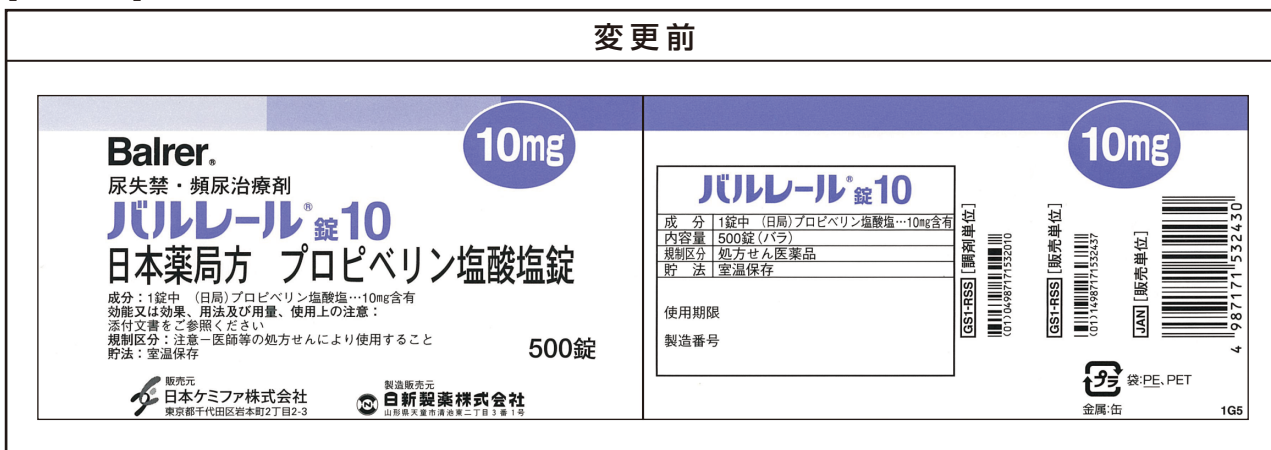 変更前
Balrer®
尿失禁・頻尿治療剤
バルレール®錠10
日本薬局方 プロピベリン塩酸塩錠
10mg
成分：1錠中 （日局）プロピベリン塩酸塩…10mg含有
効能又は効果、用法及び用量、使用上の注意：
添付文書をご参照ください
規制区分：注意－医師等の処方せんにより使用すること
貯法：室温保存
500錠
販売元
日本ケミファ株式会社
東京都千代田区岩本町2丁目2-3
製造販売元
日新製薬株式会社
山形県天童市清池東二丁目3番1号
10mg
バルレール®錠10
成 分 1錠中 （日局）プロピベリン塩酸塩…10mg含有
内容量 500錠（バラ）
規制区分 処方せん医薬品
貯 法 室温保存
使用期限
製造番号
GS1-RSS [調剤単位]
(01)04987171532010
GS1-RSS [販売単位]
(01)14987171532437
JAN [販売単位]
4 987171 532430
プラ 袋:PE、PET
金属:缶
1G5